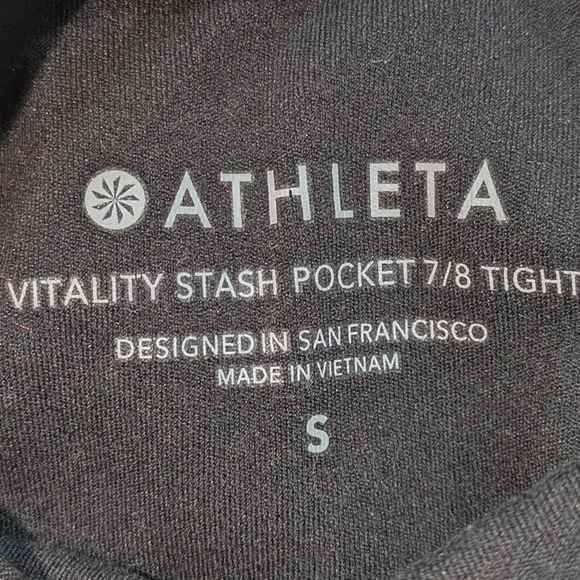 ATHLETA
VITALITY STASH POCKET 7/8 TIGHT
DESIGNED IN SAN FRANCISCO
MADE IN VIETNAM
S